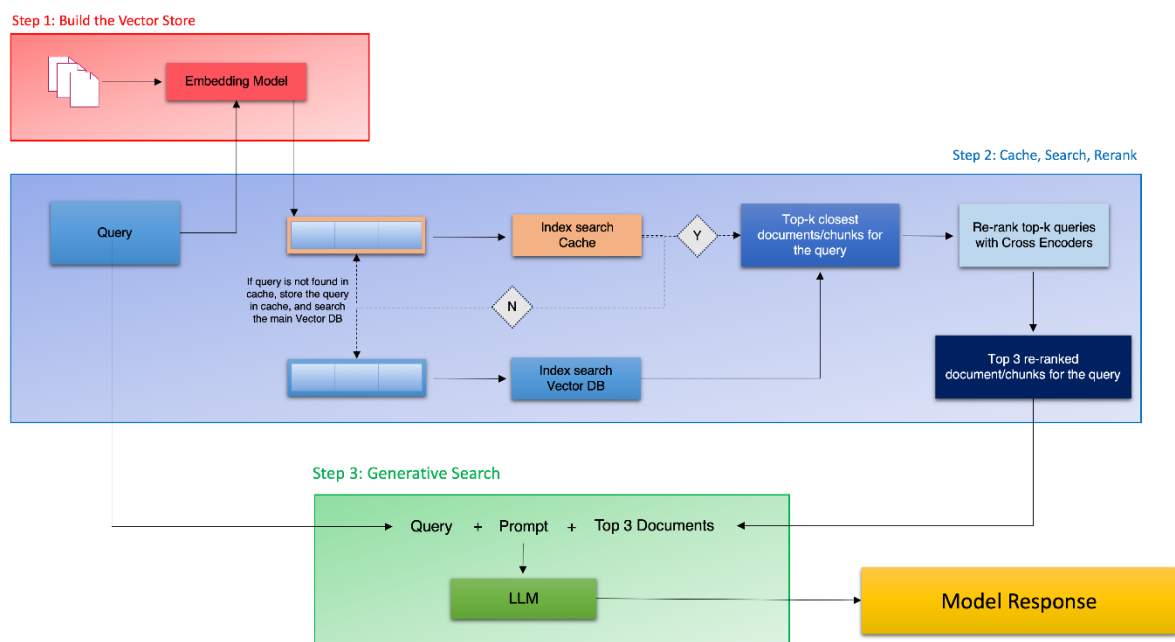 Step 1: Build the Vector Store
Embedding Model
Step 2: Cache, Search, Rerank
Query
Index search
Cache
Y
Top-k closest
documents/chunks for
the query
Re-rank top-k queries
with Cross Encoders
If query is not found in
cache, store the query
in cache, and search
the main Vector DB
N
Index search
Vector DB
Top 3 re-ranked
document/chunks for the query
Step 3: Generative Search
Query + Prompt + Top 3 Documents
LLM
Model Response